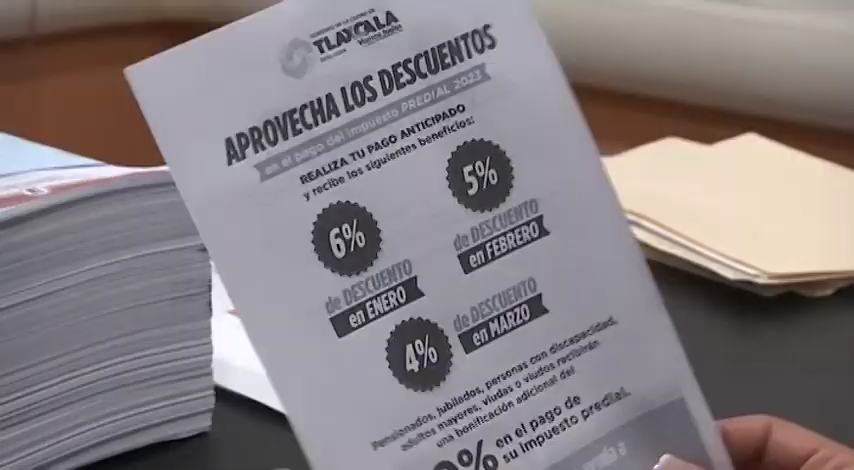 TLAXCALA
APROVECHA LOS DESCUENTOS
en el pago del impuesto PREDIAL 2023
REALIZA TU PAGO ANTICIPADO
y recibe los siguientes beneficios:
6%
de DESCUENTO
en ENERO
5%
de DESCUENTO
en FEBRERO
4%
de DESCUENTO
en MARZO
Pensionados, jubilados, personas con discapacidad,
adultos mayores, viudas o viudos recibirán
una bonificación adicional del
%
en el pago de
su impuesto predial.